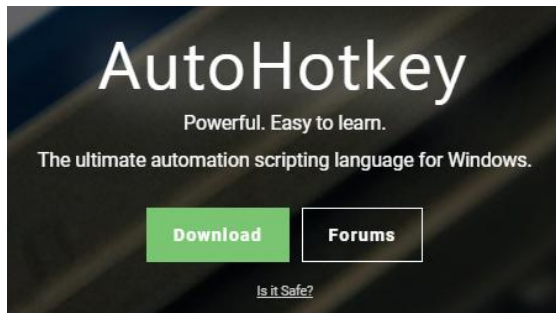 AutoHotkey
Powerful. Easy to learn.
The ultimate automation scripting language for Windows.
Download Forums
Is it Safe?